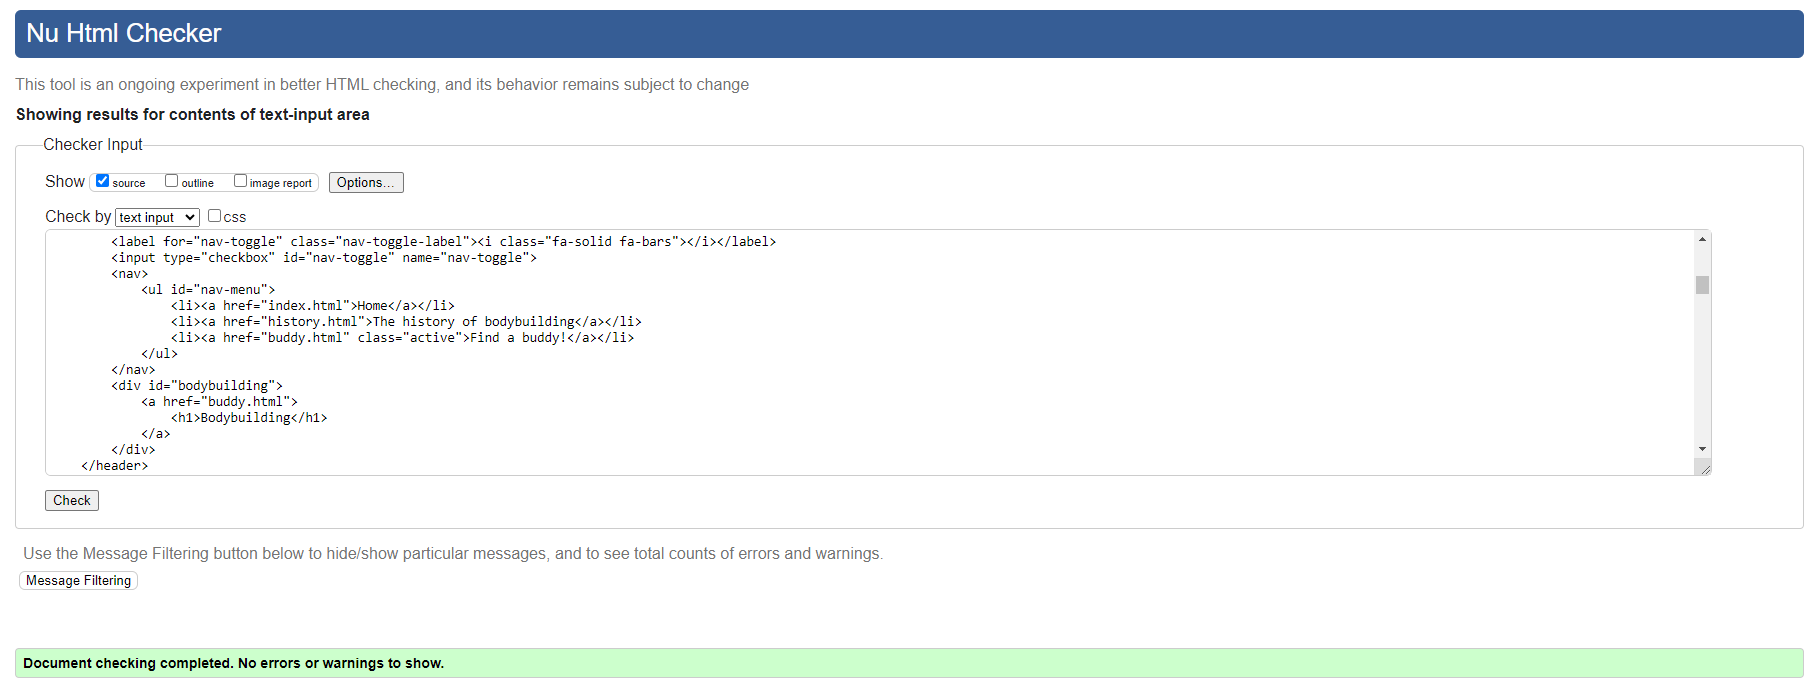 Nu Html Checker
This tool is an ongoing experiment in better HTML checking, and its behavior remains subject to change
Showing results for contents of text-input area
Checker Input
Show source outline image report Options...
Check by text input css
<label for="nav-toggle" class="nav-toggle-label"><i class="fa-solid fa-bars"></i></label>
<input type="checkbox" id="nav-toggle" name="nav-toggle">
<nav>
<ul id="nav-menu">
<li><a href="index.html">Home</a></li>
<li><a href="history.html">The history of bodybuilding</a></li>
<li><a href="buddy.html" class="active">Find a buddy!</a></li>
</ul>
</nav>
<div id="bodybuilding">
<a href="buddy.html">
<h1>Bodybuilding</h1>
</a>
</div>
</header>
Check
Use the Message Filtering button below to hide/show particular messages, and to see total counts of errors and warnings.
Message Filtering
Document checking completed. No errors or warnings to show.